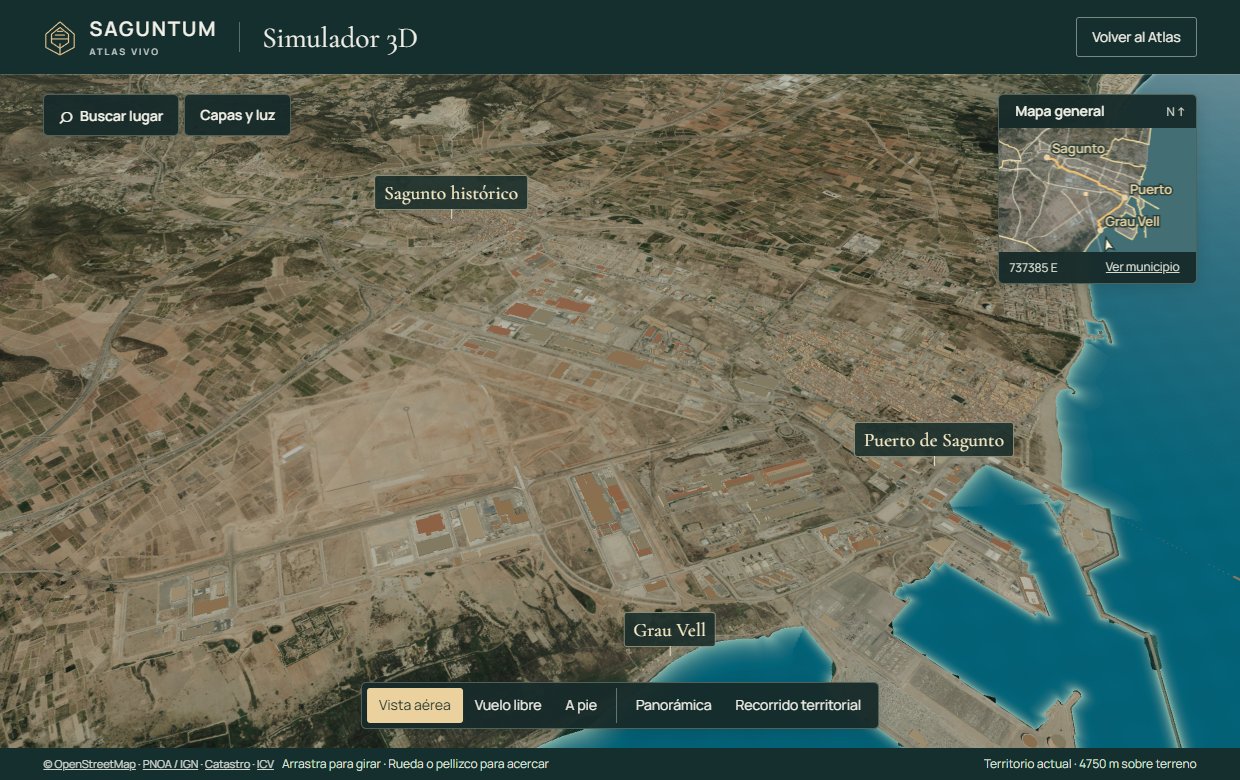 SAGUNTUM
ATLAS VIVO
Simulador 3D
Volver al Atlas
Buscar lugar
Capas y luz
Mapa general
N ↑
Sagunto
Puerto
Grau Vell
737385 E
Ver municipio
Sagunto histórico
Puerto de Sagunto
Grau Vell
Vista aérea
Vuelo libre
A pie
Panorámica
Recorrido territorial
© OpenStreetMap · PNOA / IGN · Catastro · ICV Arrastra para girar · Rueda o pellizco para acercar
Territorio actual · 4750 m sobre terreno